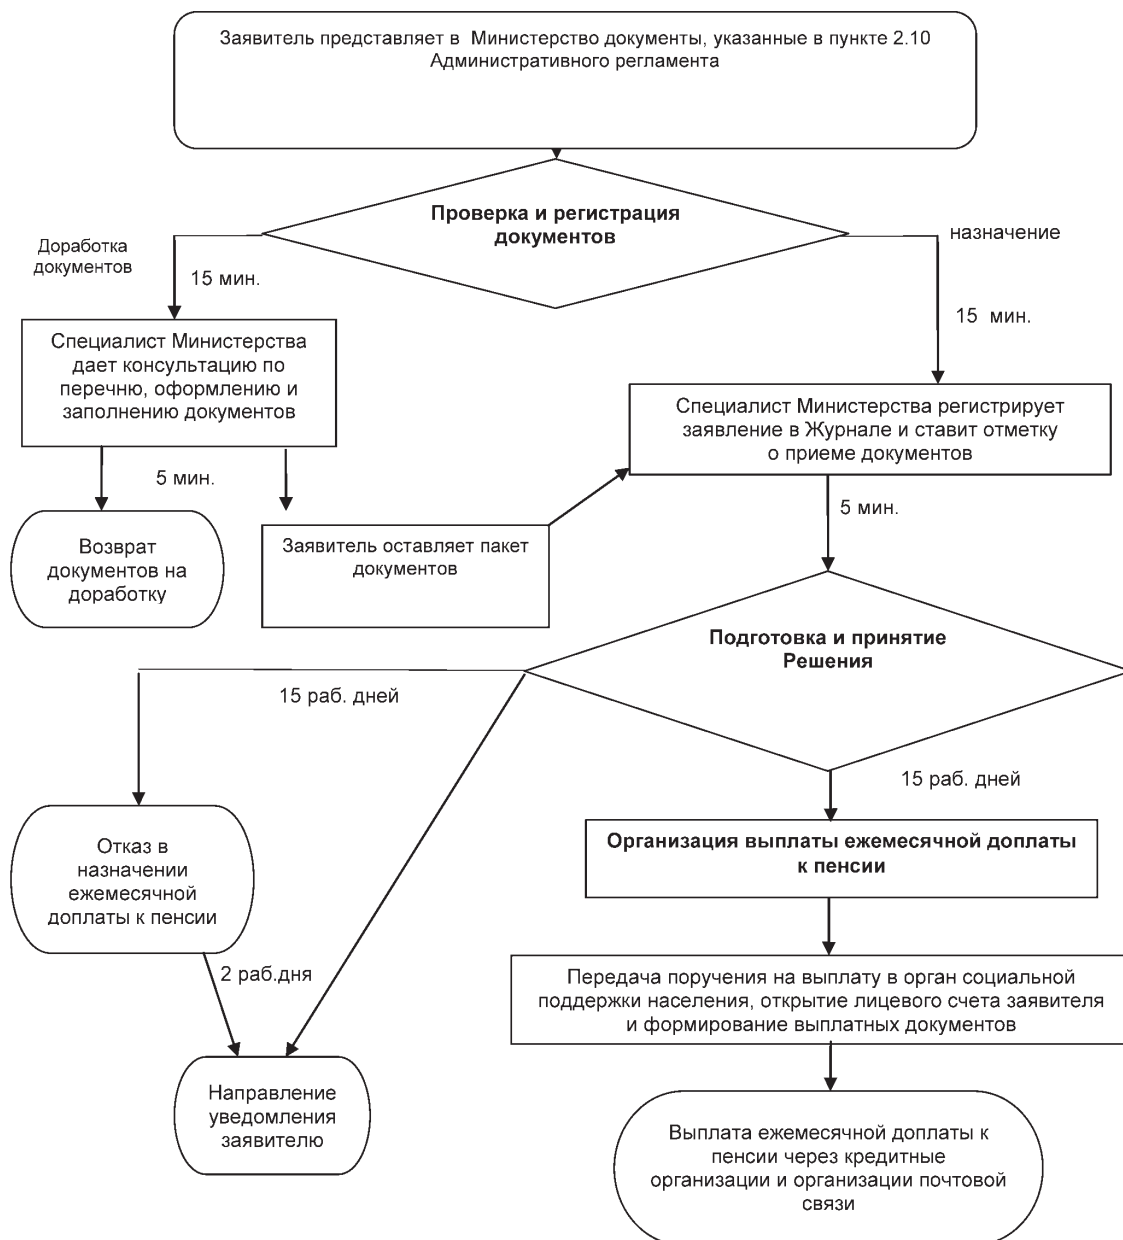 Заявитель представляет в Министерство документы, указанные в пункте 2.10
Административного регламента
Проверка и регистрация
документов
Доработка
документов
15 мин.
назначение
15 мин.
Специалист Министерства
дает консультацию по
перечню, оформлению и
заполнению документов
Специалист Министерства регистрирует
заявление в Журнале и ставит отметку
о приеме документов
5 мин.
5 мин.
Возврат
документов на
доработку
Заявитель оставляет пакет
документов
Подготовка и принятие
Решения
15 раб. дней
15 раб. дней
Отказ в
назначении
ежемесячной
доплаты к пенсии
Организация выплаты ежемесячной доплаты
к пенсии
2 раб.дня
Передача поручения на выплату в орган социальной
поддержки населения, открытие лицевого счета заявителя
и формирование выплатных документов
Направление
уведомления
заявителю
Выплата ежемесячной доплаты к
пенсии через кредитные
организации и организации почтовой
связи